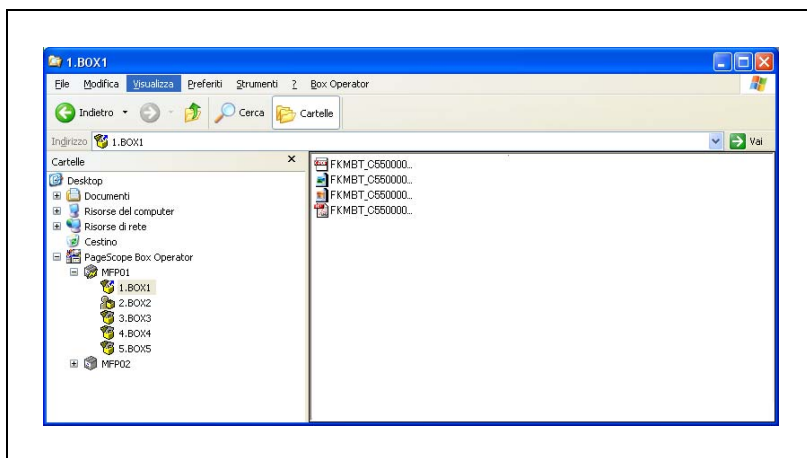 1.BOX1
File Modifica Visualizza Preferiti Strumenti ? Box Operator
Indietro Cerca Cartelle
Indirizzo 1.BOX1 Vai
Cartelle
Desktop
Documenti
Risorse del computer
Risorse di rete
Cestino
PageScope Box Operator
MFP01
1.BOX1
2.BOX2
3.BOX3
4.BOX4
5.BOX5
MFP02
FKMBT_C550000...
FKMBT_C550000...
FKMBT_C550000...
FKMBT_C550000...